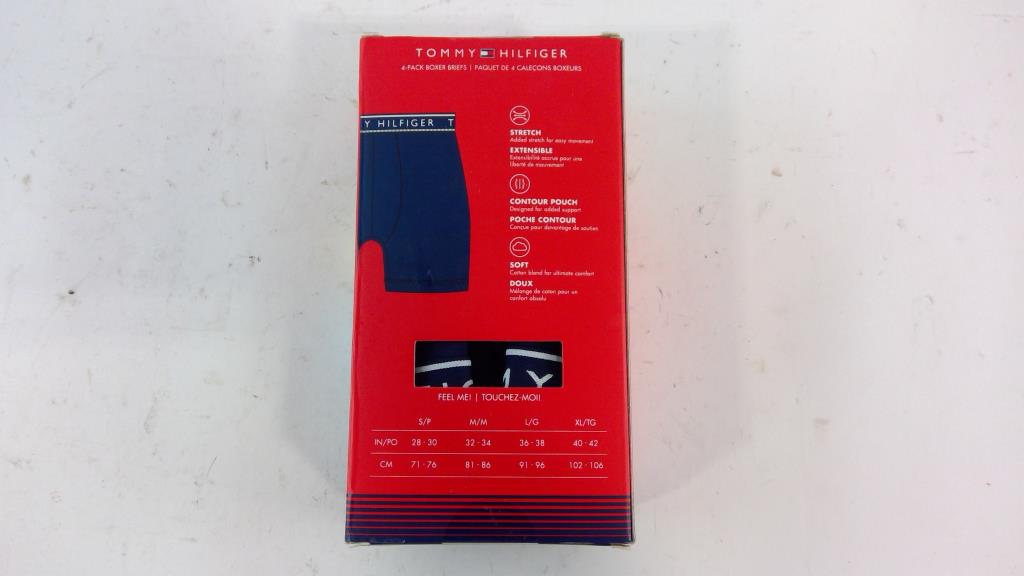 TOMMY HILFIGER
4-PACK BOXER BRIEFS | PAQUET DE 4 CALEÇONS BOXEURS
Y HILFIGER T
STRETCH
Added stretch for easy movement
EXTENSIBLE
Extensibilité accrue pour une
liberté de mouvement
CONTOUR POUCH
Designed for added support
POCHE CONTOUR
Conçue pour davantage de soutien
SOFT
Cotton blend for ultimate comfort
DOUX
Mélange de coton pour un
confort absolu
MY
FEEL ME! | TOUCHEZ-MOI!
S/P M/M L/G XL/TG
IN/PO 28 - 30 32 - 34 36 - 38 40 - 42
CM 71 - 76 81 - 86 91 - 96 102 - 106